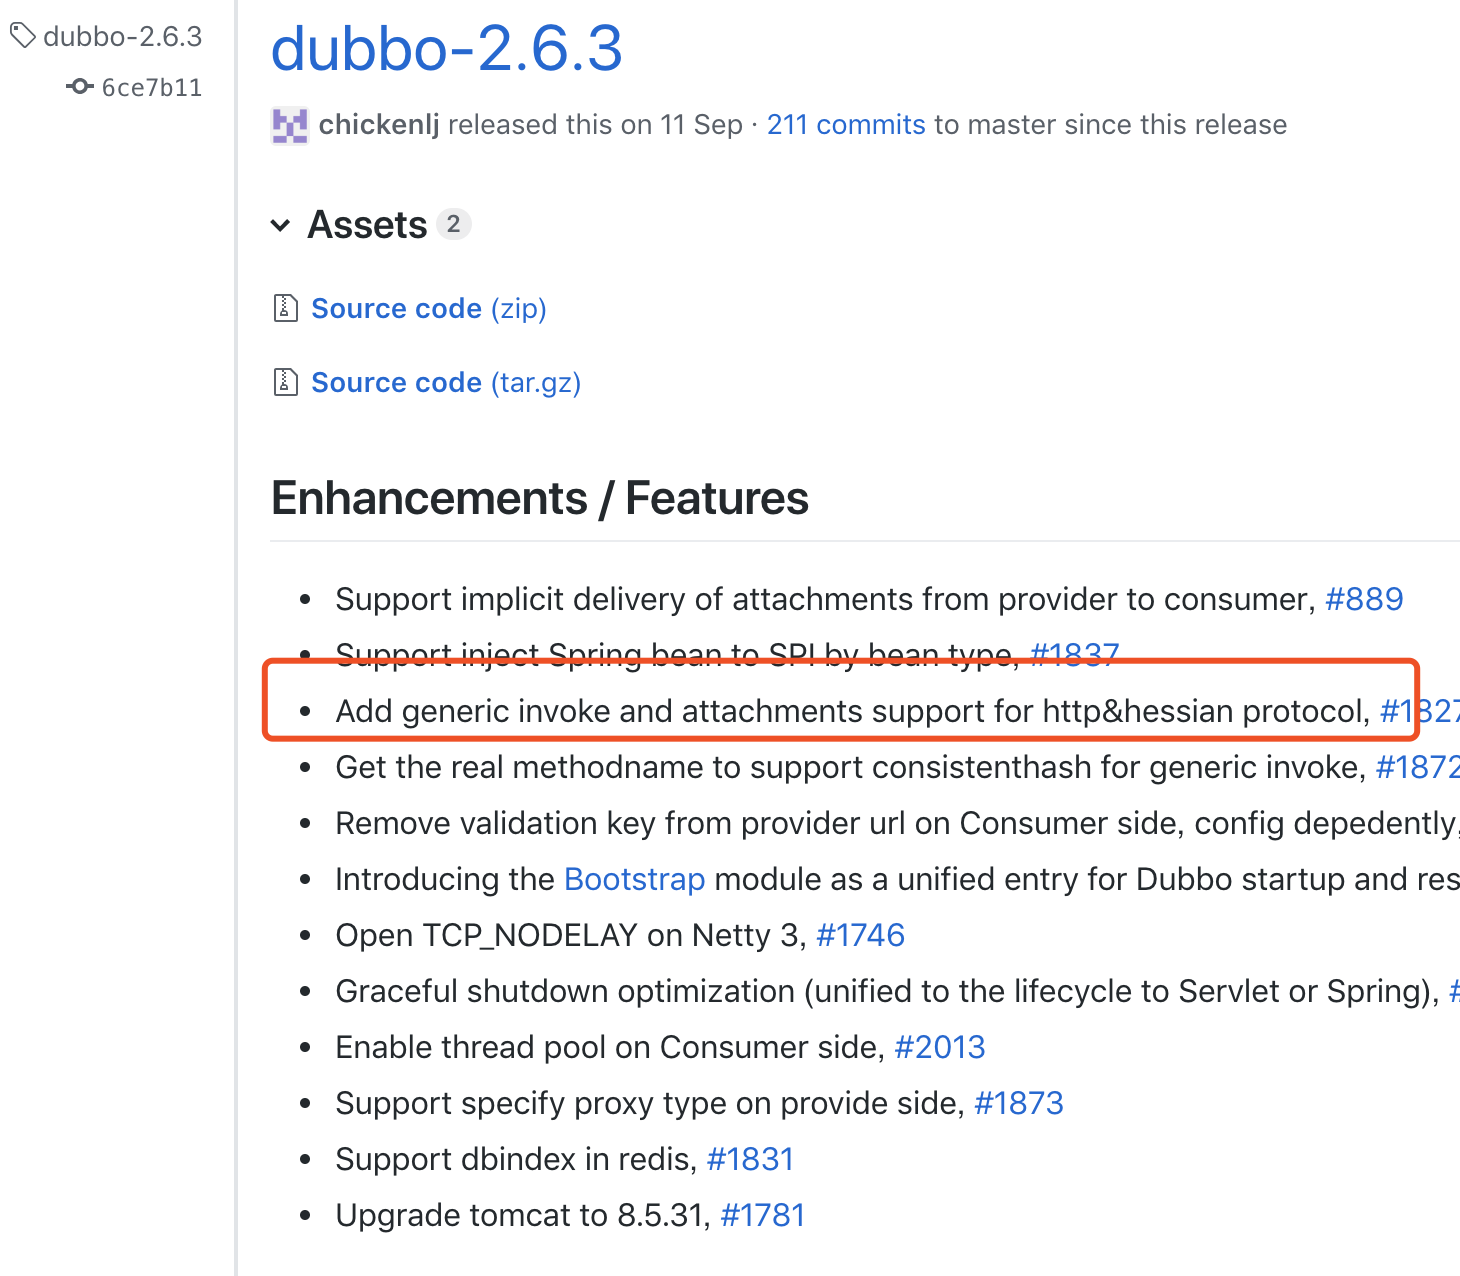 dubbo-2.6.3
6ce7b11
dubbo-2.6.3
chickenlj released this on 11 Sep · 211 commits to master since this release
Assets 2
Source code (zip)
Source code (tar.gz)
Enhancements / Features
• Support implicit delivery of attachments from provider to consumer, #889
• Support inject Spring bean to SPI by bean type, #1837
• Add generic invoke and attachments support for http&hessian protocol, #1827
• Get the real methodname to support consistenthash for generic invoke, #1872
• Remove validation key from provider url on Consumer side, config depedently,
• Introducing the Bootstrap module as a unified entry for Dubbo startup and res
• Open TCP_NODELAY on Netty 3, #1746
• Graceful shutdown optimization (unified to the lifecycle to Servlet or Spring), #
• Enable thread pool on Consumer side, #2013
• Support specify proxy type on provide side, #1873
• Support dbindex in redis, #1831
• Upgrade tomcat to 8.5.31, #1781